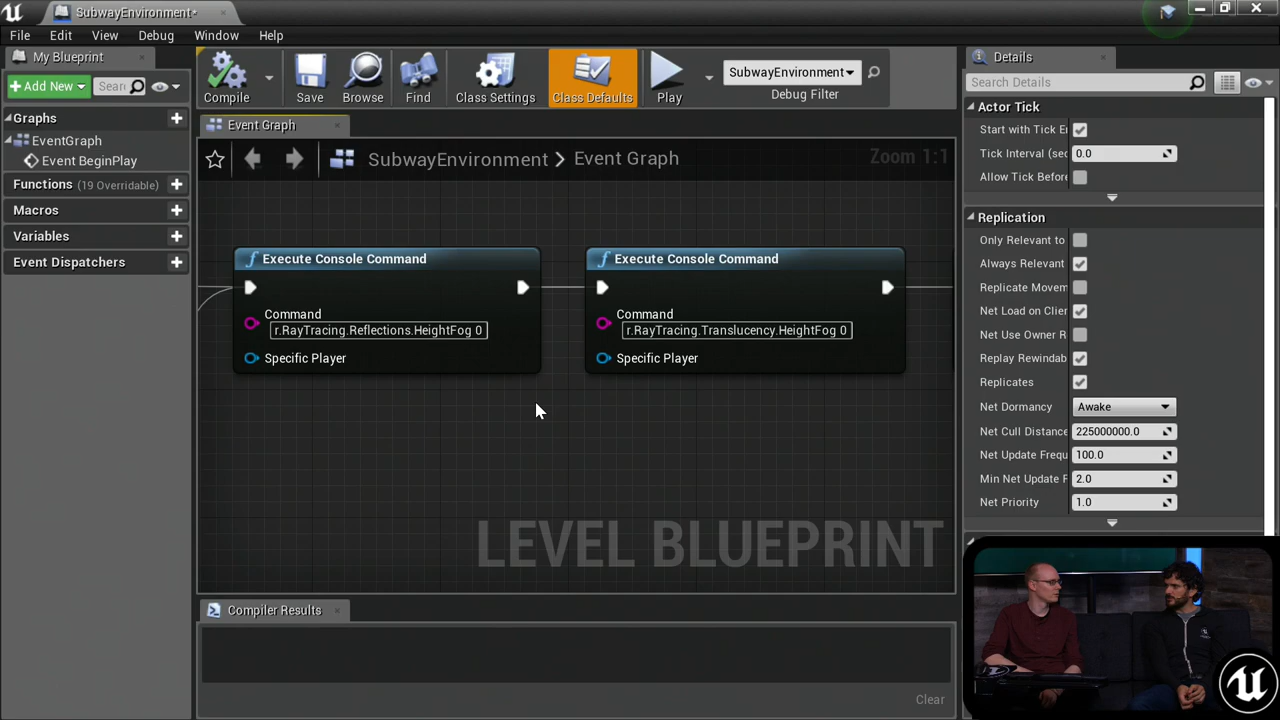 SubwayEnvironment*
File Edit View Debug Window Help
My Blueprint
Add New
Searc
Graphs
EventGraph
Event BeginPlay
Functions (19 Overridable)
Macros
Variables
Event Dispatchers
Compile
Save
Browse
Find
Class Settings
Class Defaults
Play
SubwayEnvironment
Debug Filter
Event Graph
SubwayEnvironment > Event Graph
Zoom 1:1
f Execute Console Command
Command
r.RayTracing.Reflections.HeightFog 0
Specific Player
f Execute Console Command
Command
r.RayTracing.Translucency.HeightFog 0
Specific Player
LEVEL BLUEPRINT
Compiler Results
Clear
Details
Search Details
Actor Tick
Start with Tick E
Tick Interval (sec 0.0
Allow Tick Before
Replication
Only Relevant to
Always Relevant
Replicate Movem
Net Load on Clien
Net Use Owner R
Replay Rewindab
Replicates
Net Dormancy Awake
Net Cull Distance 225000000.0
Net Update Frequ 100.0
Min Net Update F 2.0
Net Priority 1.0